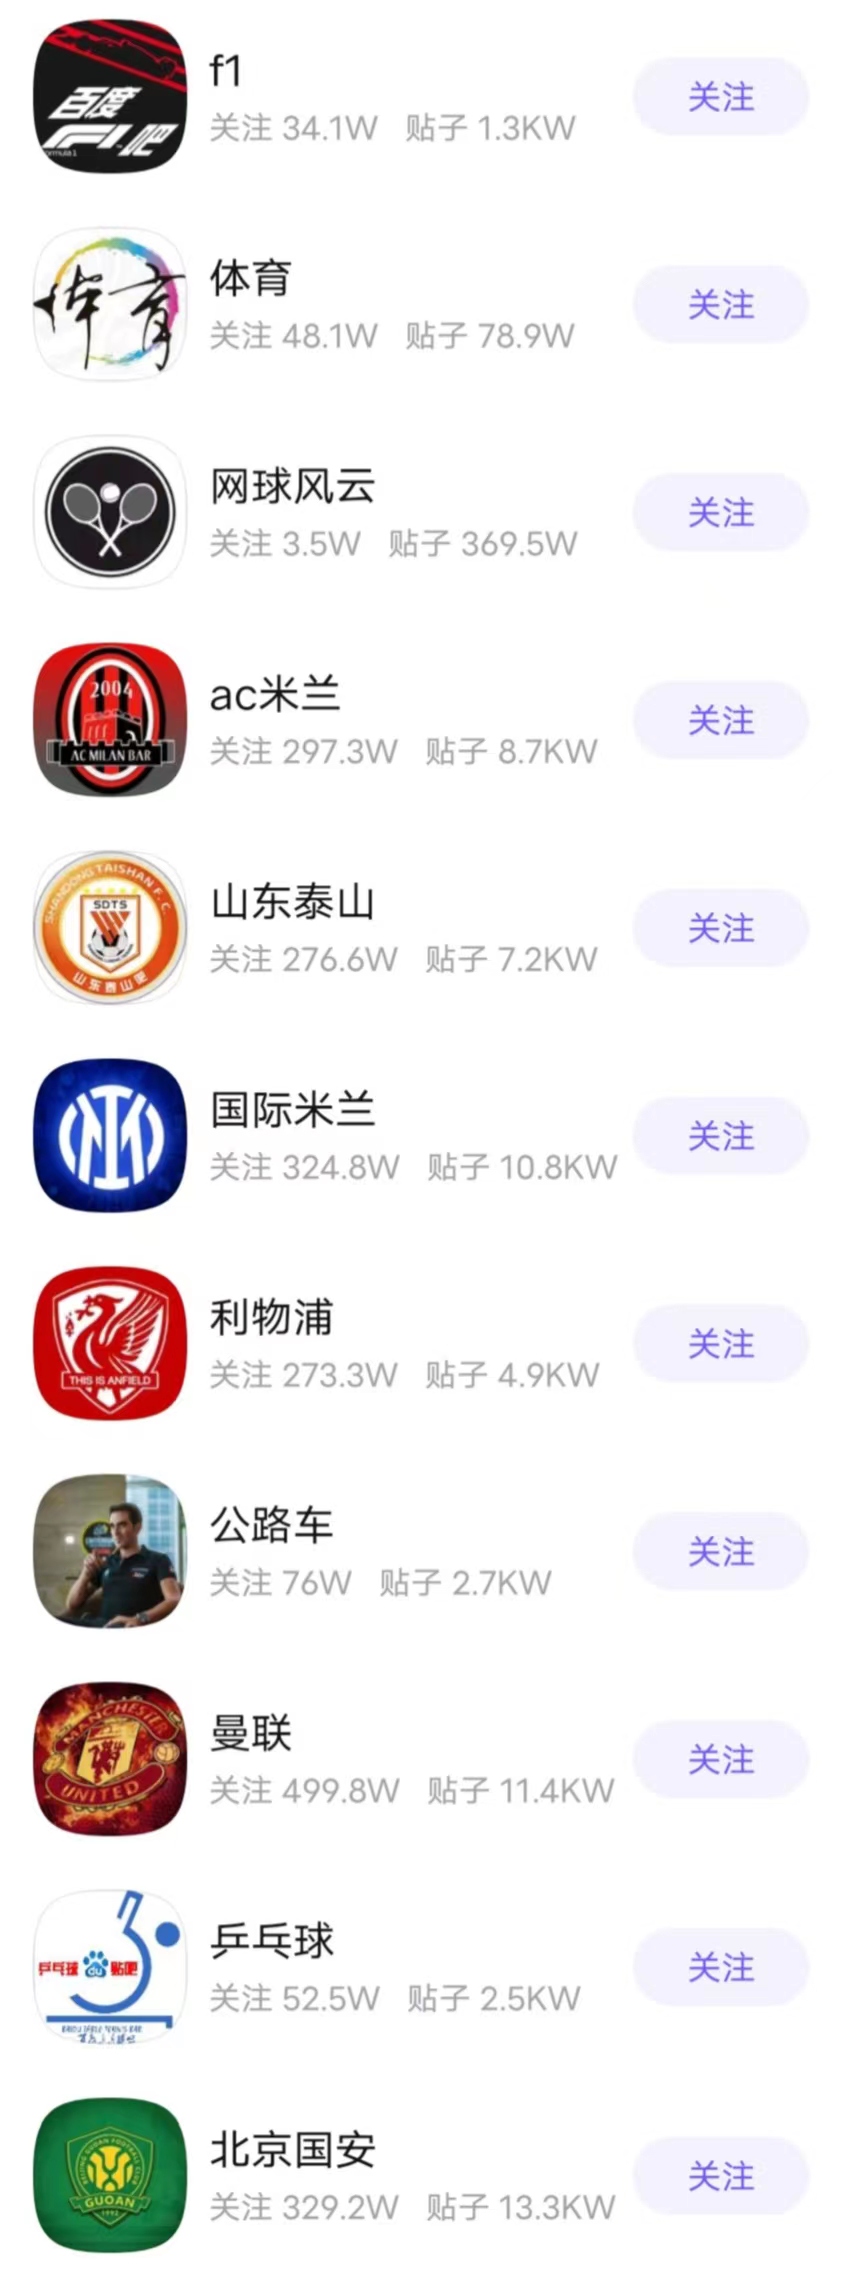 f1
关注 34.1W 贴子 1.3KW
关注
百度
F1吧
体育
关注 48.1W 贴子 78.9W
关注
体育
网球风云
关注 3.5W 贴子 369.5W
关注
ac米兰
关注 297.3W 贴子 8.7KW
关注
2004
AC MILAN BAR
山东泰山
关注 276.6W 贴子 7.2KW
关注
SHANDONG TAISHAN F.C.
SDTS
山东泰山吧
国际米兰
关注 324.8W 贴子 10.8KW
关注
利物浦
关注 273.3W 贴子 4.9KW
关注
THIS IS ANFIELD
公路车
关注 76W 贴子 2.7KW
关注
曼联
关注 499.8W 贴子 11.4KW
关注
MANCHESTER
UNITED
乒乓球
关注 52.5W 贴子 2.5KW
关注
乒乓球 du 贴吧
北京国安
关注 329.2W 贴子 13.3KW
关注
BEIJING GUOAN FOOTBALL CLUB
GUOAN
1992